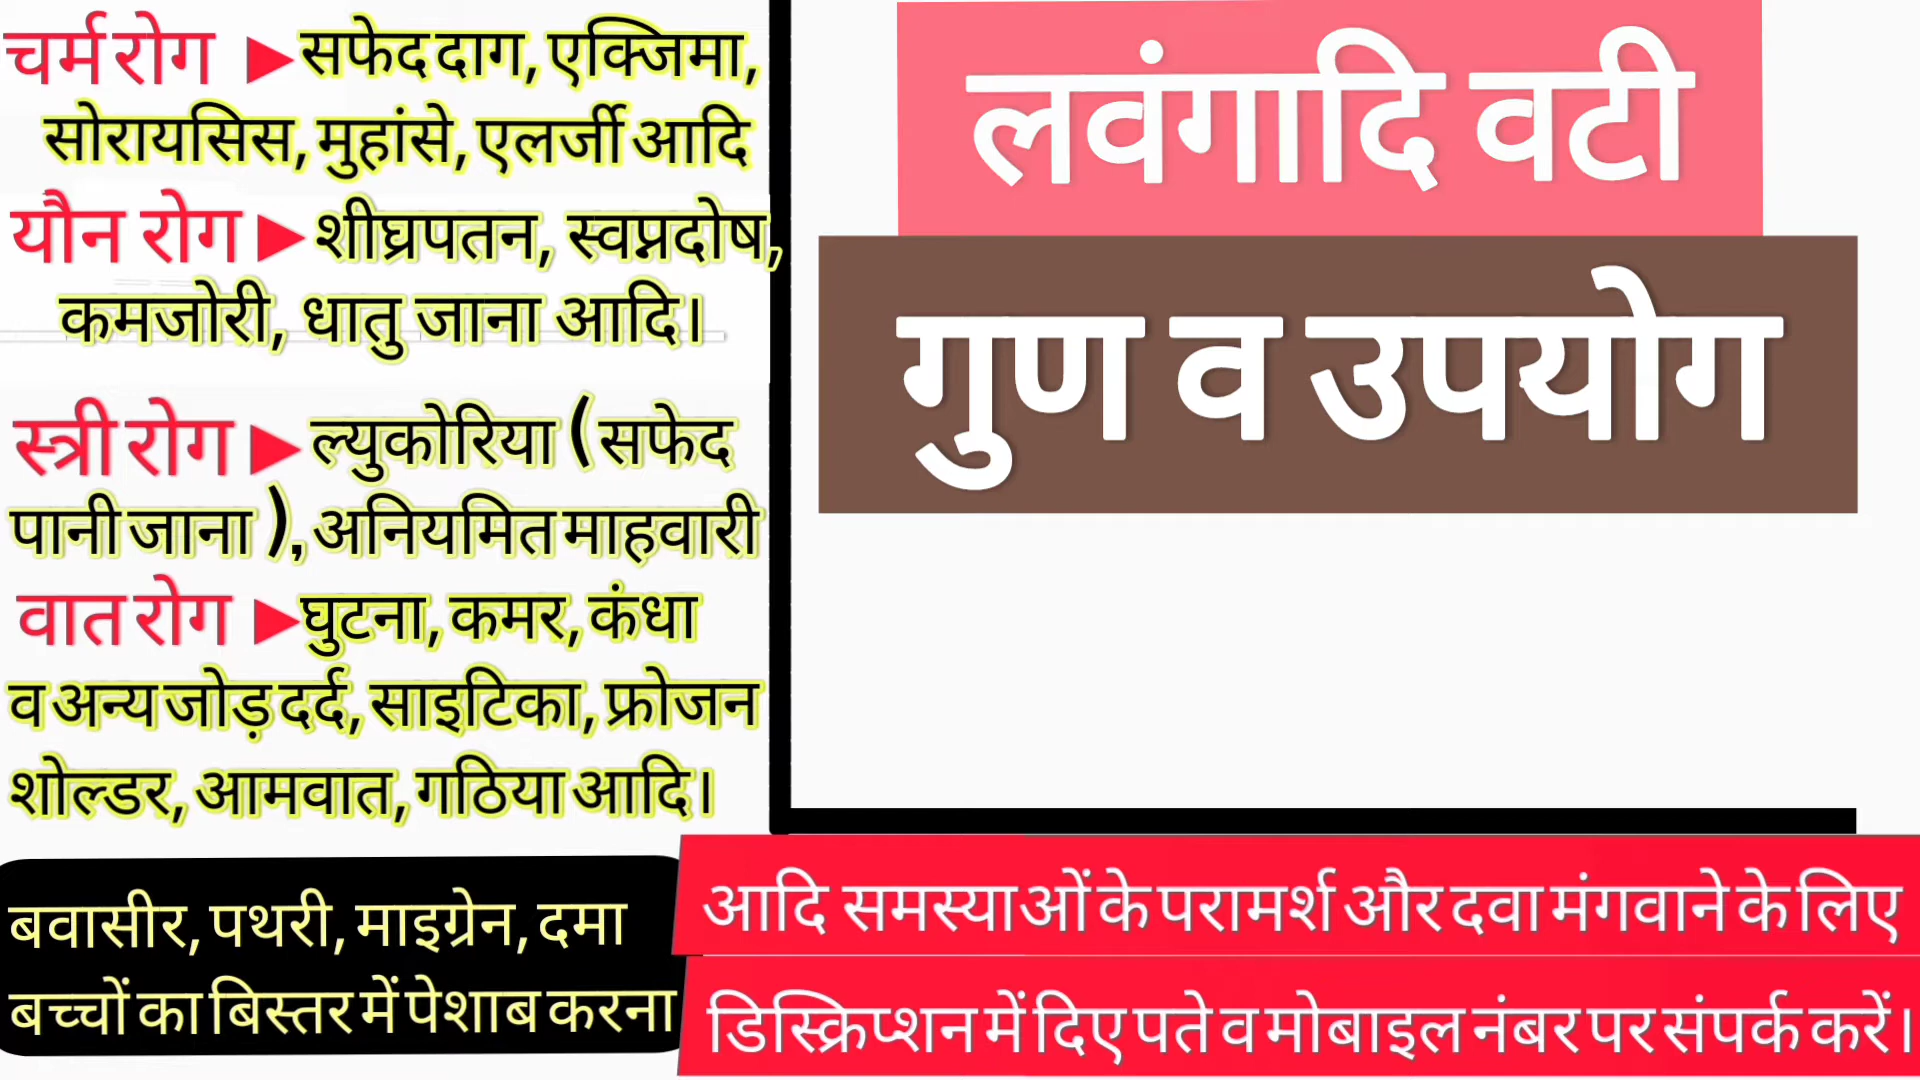 चर्म रोग ►सफेद दाग, एक्जिमा,
सोरायसिस, मुहांसे, एलर्जी आदि
यौन रोग ►शीघ्रपतन, स्वप्नदोष,
कमजोरी, धातु जाना आदि।
स्त्री रोग ►ल्युकोरिया (सफेद
पानी जाना ), अनियमित माहवारी
वात रोग ►घुटना, कमर, कंधा
व अन्य जोड़ दर्द, साइटिका, फ्रोजन
शोल्डर, आमवात, गठिया आदि।
बवासीर, पथरी, माइग्रेन, दमा
बच्चों का बिस्तर में पेशाब करना
लवंगादि वटी
गुण व उपयोग
आदि समस्याओं के परामर्श और दवा मंगवाने के लिए
डिस्क्रिप्शन में दिए पते व मोबाइल नंबर पर संपर्क करें।